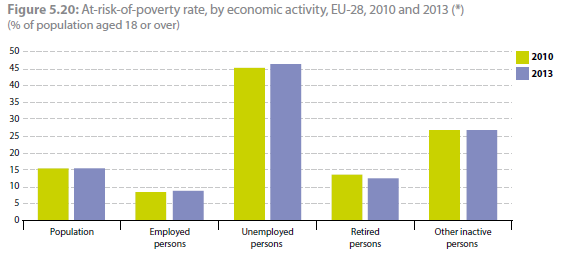 Figure 5.20: At-risk-of-poverty rate, by economic activity, EU-28, 2010 and 2013 (*)
(% of population aged 18 or over)
50
45
40
35
30
25
20
15
10
5
0
Population
Employed
persons
Unemployed
persons
Retired
persons
Other inactive
persons
2010
2013